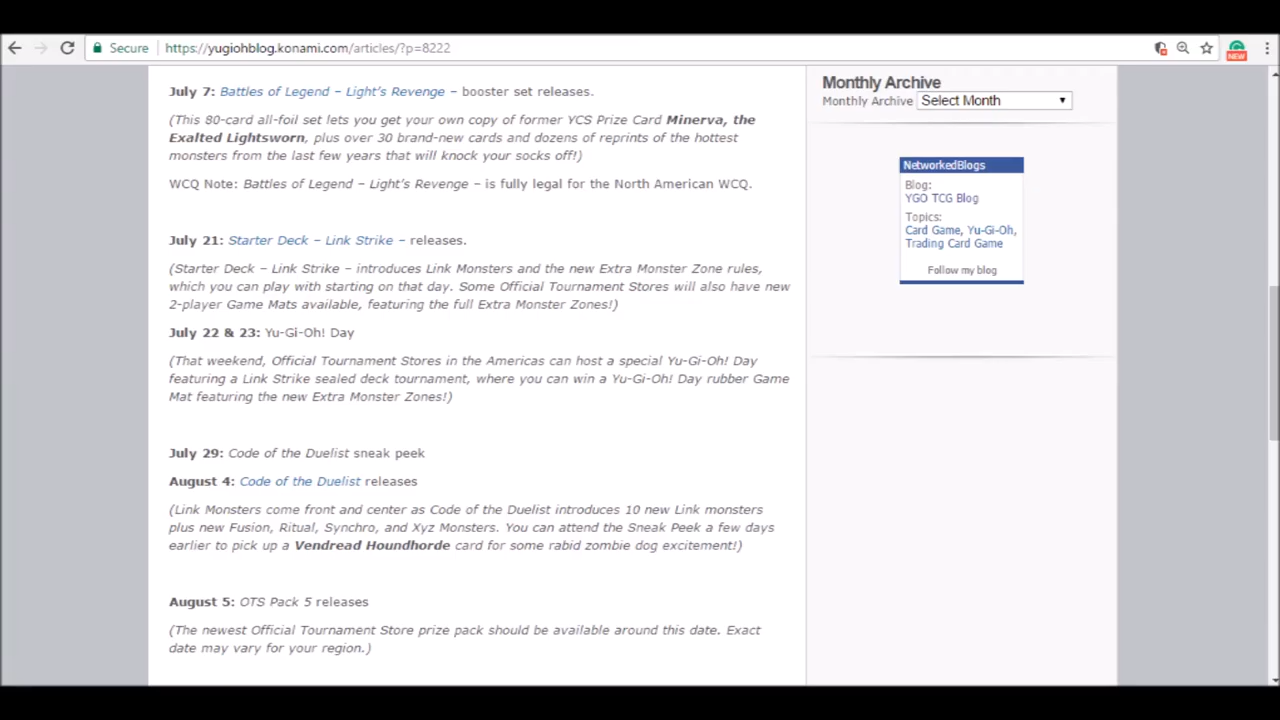 Secure https://yugiohblog.konami.com/articles/?p=8222
NEW
July 7: Battles of Legend – Light's Revenge – booster set releases.
(This 80-card all-foil set lets you get your own copy of former YCS Prize Card Minerva, the
Exalted Lightsworn, plus over 30 brand-new cards and dozens of reprints of the hottest
monsters from the last few years that will knock your socks off!)
WCQ Note: Battles of Legend – Light's Revenge – is fully legal for the North American WCQ.
July 21: Starter Deck – Link Strike – releases.
(Starter Deck – Link Strike – introduces Link Monsters and the new Extra Monster Zone rules,
which you can play with starting on that day. Some Official Tournament Stores will also have new
2-player Game Mats available, featuring the full Extra Monster Zones!)
July 22 & 23: Yu-Gi-Oh! Day
(That weekend, Official Tournament Stores in the Americas can host a special Yu-Gi-Oh! Day
featuring a Link Strike sealed deck tournament, where you can win a Yu-Gi-Oh! Day rubber Game
Mat featuring the new Extra Monster Zones!)
July 29: Code of the Duelist sneak peek
August 4: Code of the Duelist releases
(Link Monsters come front and center as Code of the Duelist introduces 10 new Link monsters
plus new Fusion, Ritual, Synchro, and Xyz Monsters. You can attend the Sneak Peek a few days
earlier to pick up a Vendread Houndhorde card for some rabid zombie dog excitement!)
August 5: OTS Pack 5 releases
(The newest Official Tournament Store prize pack should be available around this date. Exact
date may vary for your region.)
Monthly Archive
Monthly Archive Select Month
NetworkedBlogs
Blog:
YGO TCG Blog
Topics:
Card Game, Yu-Gi-Oh,
Trading Card Game
Follow my blog